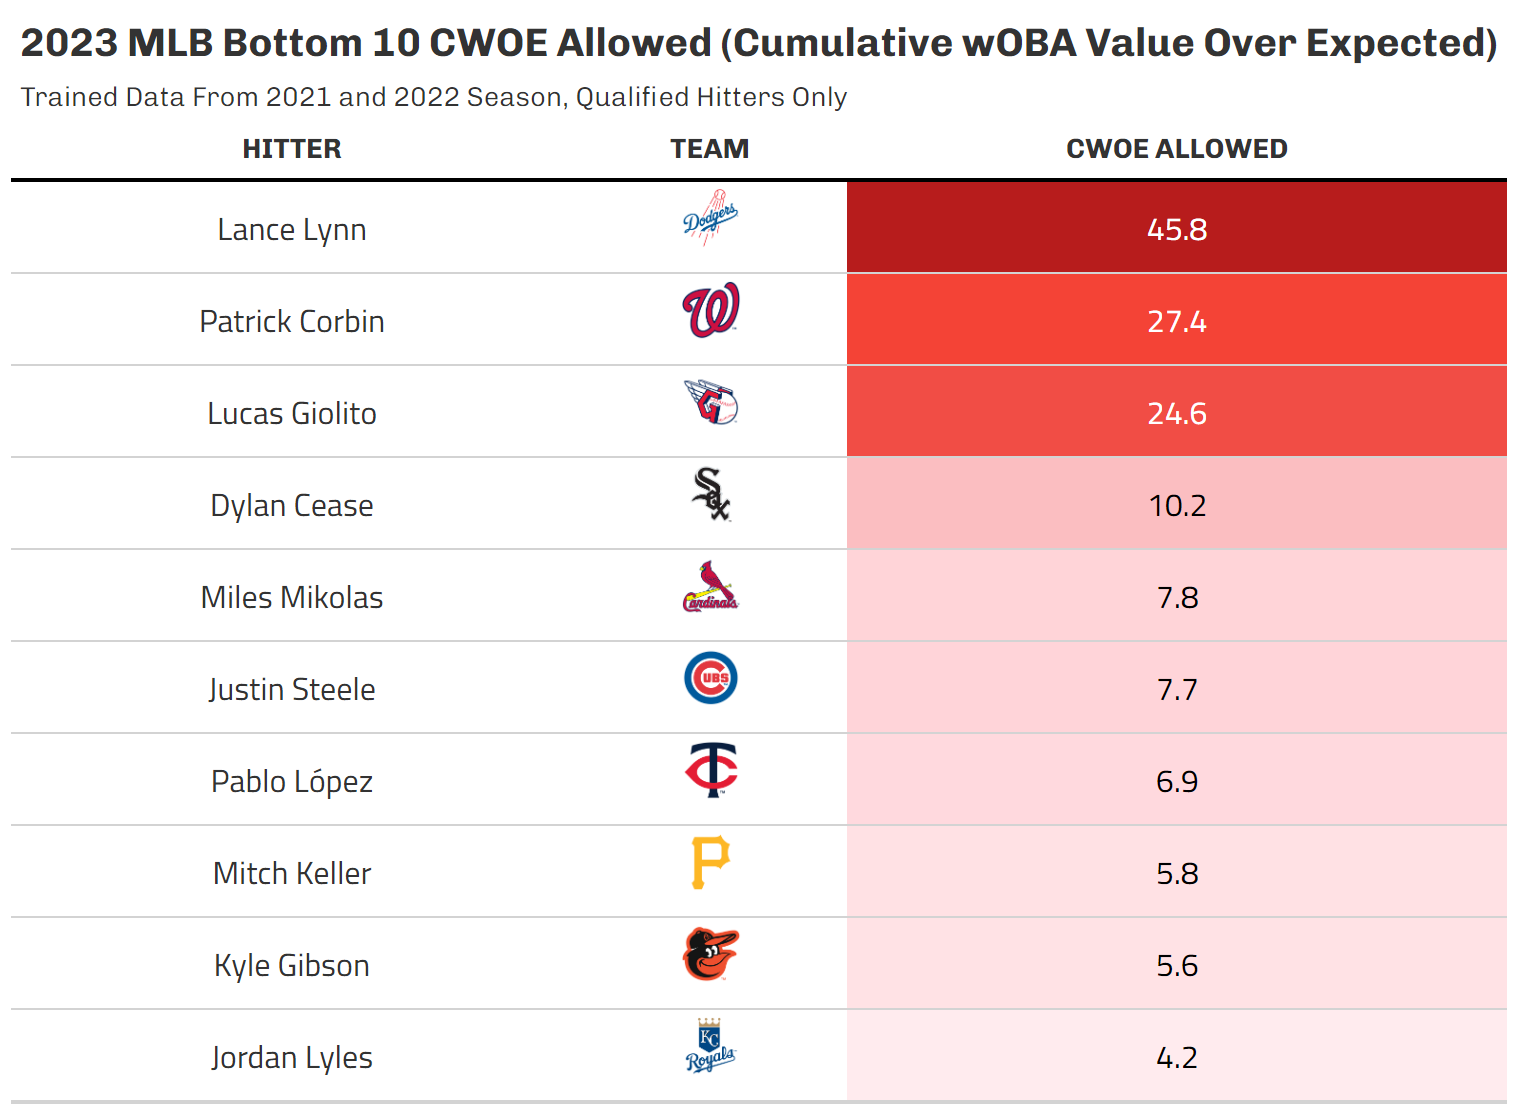 2023 MLB Bottom 10 CWOE Allowed (Cumulative wOBA Value Over Expected)
Trained Data From 2021 and 2022 Season, Qualified Hitters Only
HITTER TEAM CWOE ALLOWED
Lance Lynn Dodgers 45.8
Patrick Corbin W 27.4
Lucas Giolito G 24.6
Dylan Cease Sox 10.2
Miles Mikolas Cardinals 7.8
Justin Steele CUBS 7.7
Pablo López TC 6.9
Mitch Keller P 5.8
Kyle Gibson 5.6
Jordan Lyles KC Royals 4.2